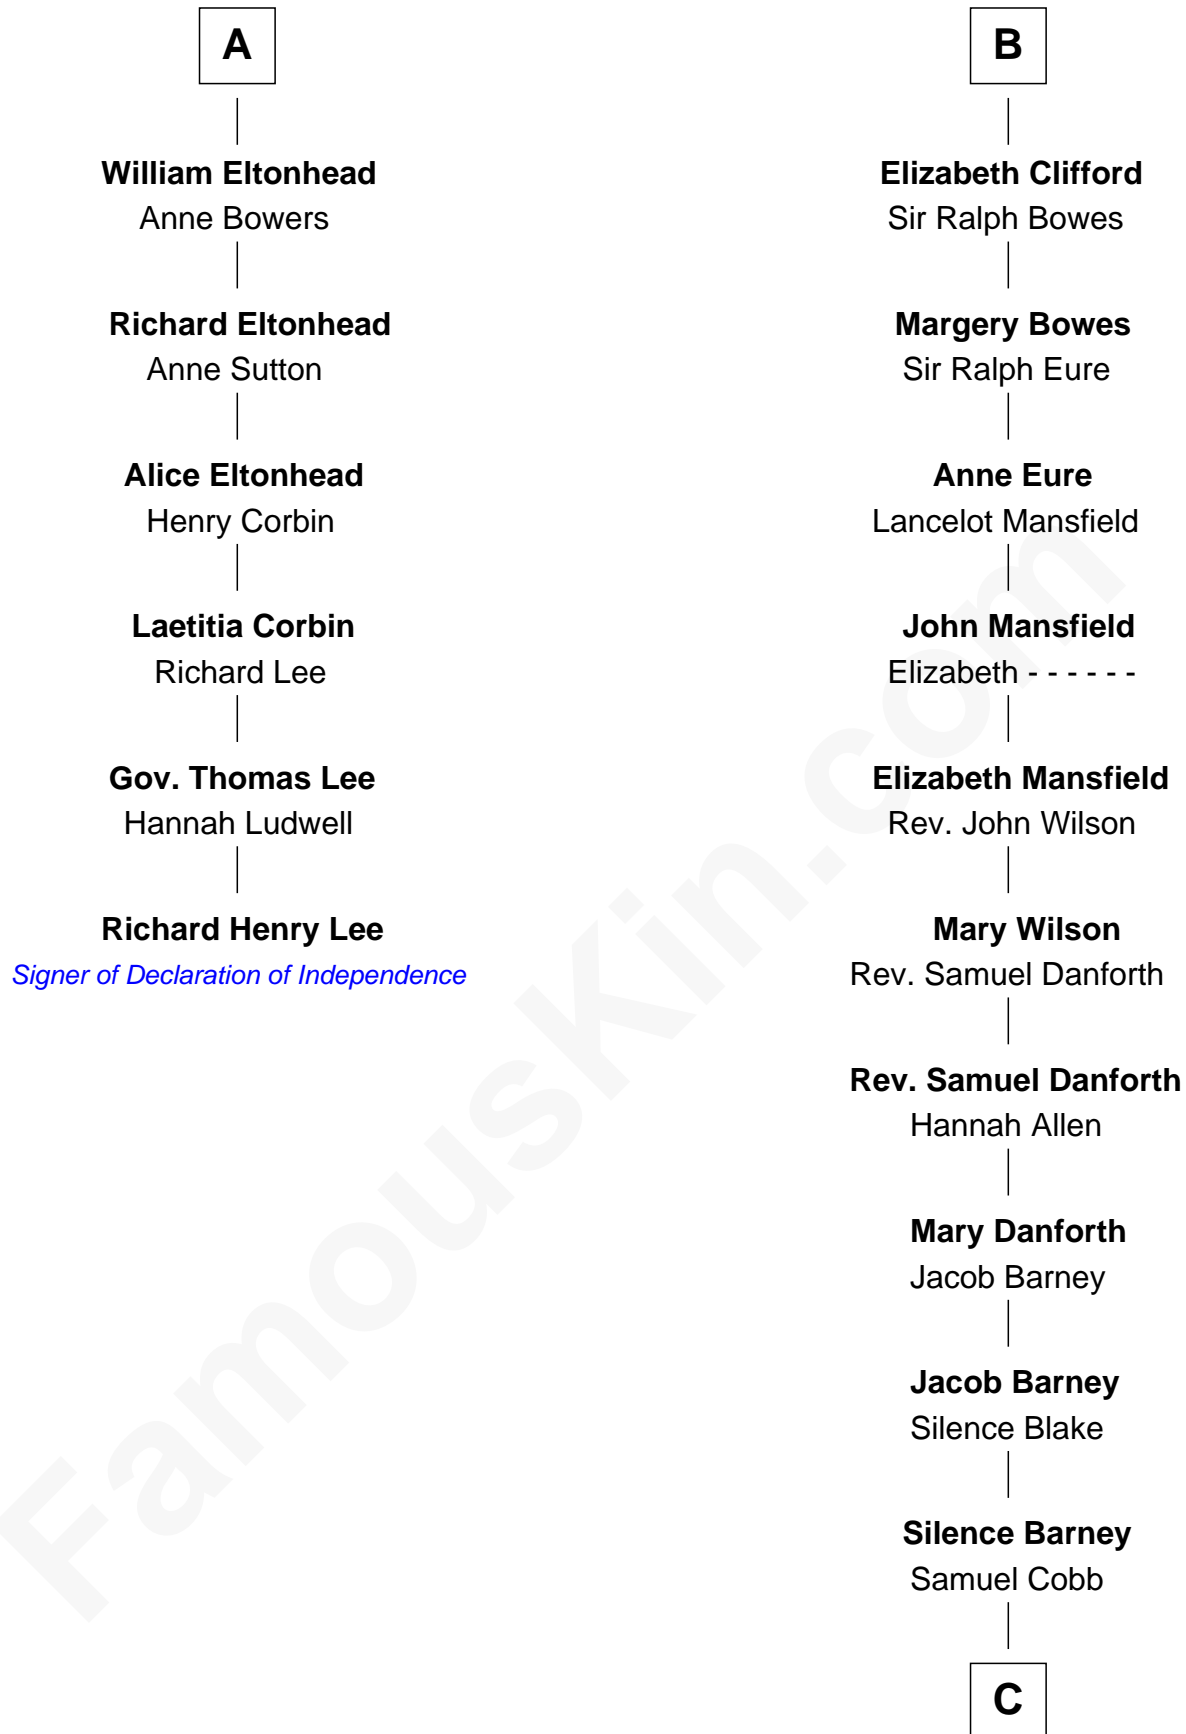 A
William Eltonhead
Anne Bowers
Richard Eltonhead
Anne Sutton
Alice Eltonhead
Henry Corbin
Laetitia Corbin
Richard Lee
Gov. Thomas Lee
Hannah Ludwell
Richard Henry Lee
Signer of Declaration of Independence
B
Elizabeth Clifford
Sir Ralph Bowes
Margery Bowes
Sir Ralph Eure
Anne Eure
Lancelot Mansfield
John Mansfield
Elizabeth - - - - - -
Elizabeth Mansfield
Rev. John Wilson
Mary Wilson
Rev. Samuel Danforth
Rev. Samuel Danforth
Hannah Allen
Mary Danforth
Jacob Barney
Jacob Barney
Silence Blake
Silence Barney
Samuel Cobb
C
FamousKin.com